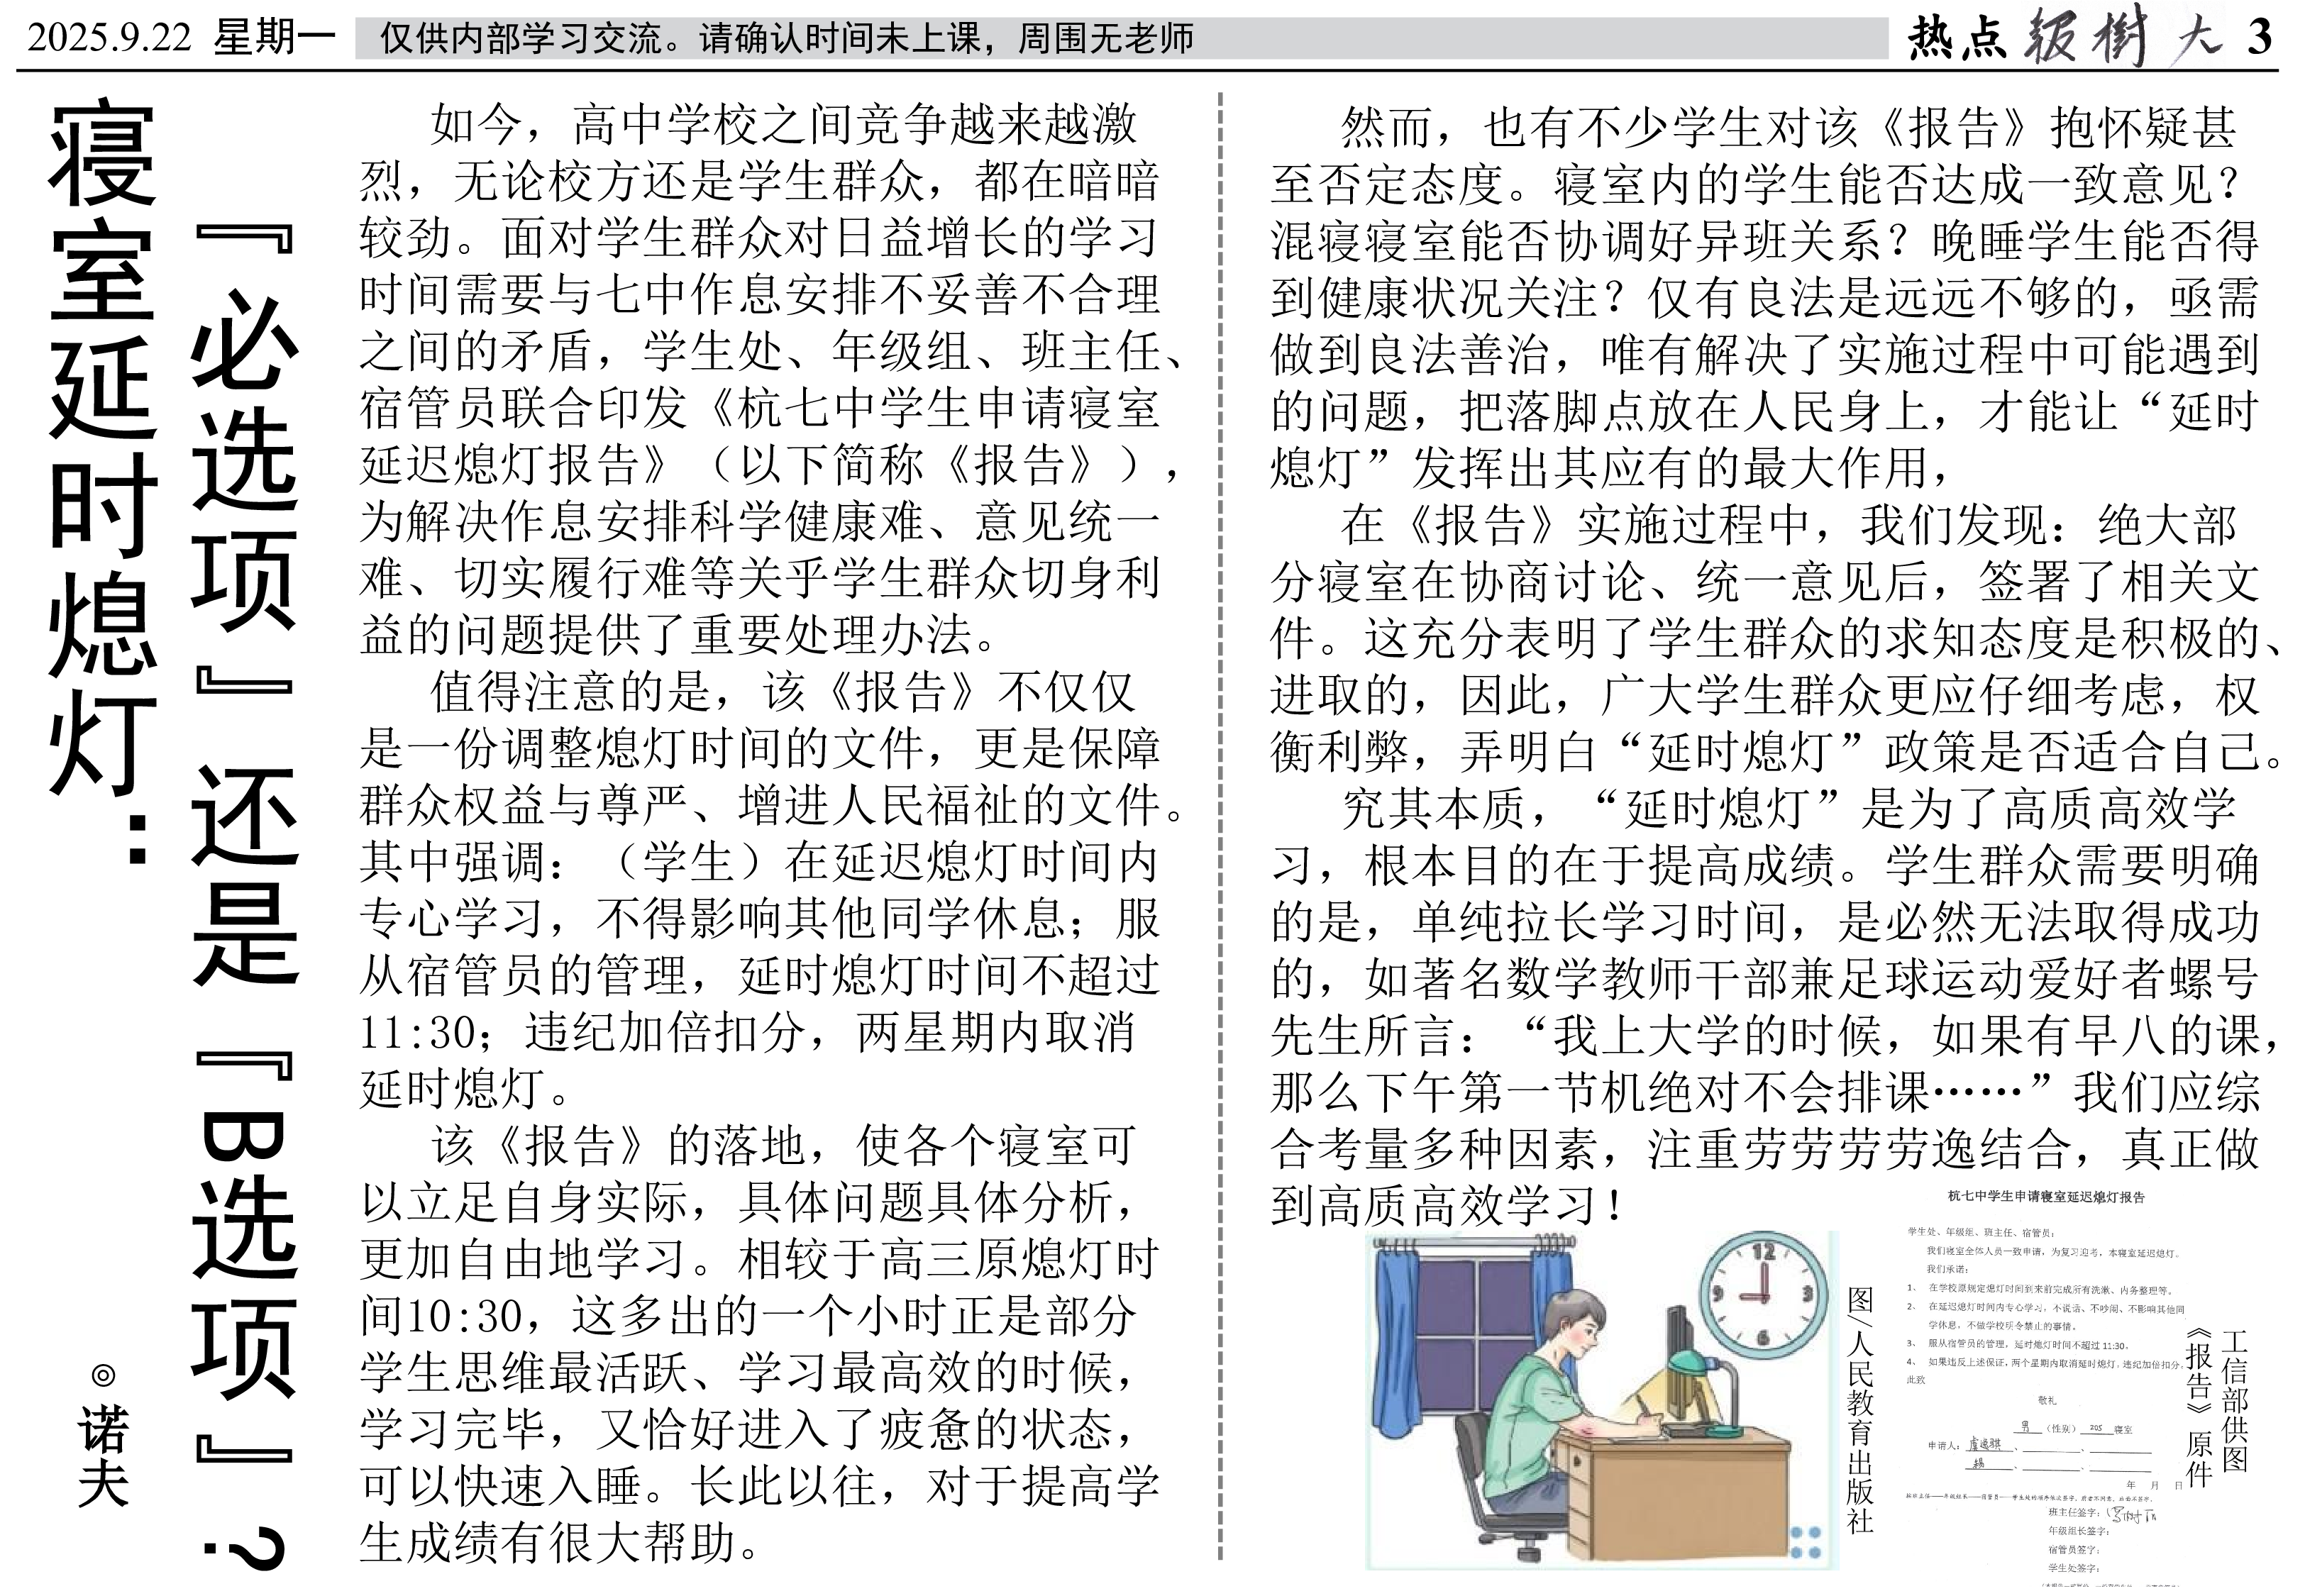 2025.9.22 星期一 仅供内部学习交流。请确认时间未上课，周围无老师
热点 大 3
寝室延时熄灯：
『必选项』还是『B选项』？
◎诺夫
如今，高中学校之间竞争越来越激
烈，无论校方还是学生群众，都在暗暗
较劲。面对学生群众对日益增长的学习
时间需要与七中作息安排不妥善不合理
之间的矛盾，学生处、年级组、班主任、
宿管员联合印发《杭七中学生申请寝室
延迟熄灯报告》（以下简称《报告》），
为解决作息安排科学健康难、意见统一
难、切实履行难等关乎学生群众切身利
益的问题提供了重要处理办法。
值得注意的是，该《报告》不仅仅
是一份调整熄灯时间的文件，更是保障
群众权益与尊严、增进人民福祉的文件。
其中强调：（学生）在延迟熄灯时间内
专心学习，不得影响其他同学休息；服
从宿管员的管理，延时熄灯时间不超过
11:30；违纪加倍扣分，两星期内取消
延时熄灯。
该《报告》的落地，使各个寝室可
以立足自身实际，具体问题具体分析，
更加自由地学习。相较于高三原熄灯时
间10:30，这多出的一个小时正是部分
学生思维最活跃、学习最高效的时候，
学习完毕，又恰好进入了疲惫的状态，
可以快速入睡。长此以往，对于提高学
生成绩有很大帮助。
然而，也有不少学生对该《报告》抱怀疑甚
至否定态度。寝室内的学生能否达成一致意见？
混寝寝室能否协调好异班关系？晚睡学生能否得
到健康状况关注？仅有良法是远远不够的，亟需
做到良法善治，唯有解决了实施过程中可能遇到
的问题，把落脚点放在人民身上，才能让“延时
熄灯”发挥出其应有的最大作用，
在《报告》实施过程中，我们发现：绝大部
分寝室在协商讨论、统一意见后，签署了相关文
件。这充分表明了学生群众的求知态度是积极的、
进取的，因此，广大学生群众更应仔细考虑，权
衡利弊，弄明白“延时熄灯”政策是否适合自己。
究其本质，“延时熄灯”是为了高质高效学
习，根本目的在于提高成绩。学生群众需要明确
的是，单纯拉长学习时间，是必然无法取得成功
的，如著名数学教师干部兼足球运动爱好者螺号
先生所言：“我上大学的时候，如果有早八的课，
那么下午第一节机绝对不会排课……”我们应综
合考量多种因素，注重劳劳劳劳逸结合，真正做
到高质高效学习！
12
3
6
9
图/人民教育出版社
杭七中学生申请寝室延迟熄灯报告
学生处、年级组、班主任、宿管员：
我们寝室全体人员一致申请，为复习迎考，本寝室延迟熄灯。
我们承诺：
1、 在学校原规定熄灯时间到来前完成所有洗漱、内务整理等。
2、 在延迟熄灯时间内专心学习，不说话、不吵闹、不影响其他同
学休息，不做学校明令禁止的事情。
3、 服从宿管员的管理，延时熄灯时间不超过 11:30。
4、 如果违反上述保证，两个星期内取消延时熄灯，违纪加倍扣分。
此致
敬礼
男（性别） 205 寝室
申请人：
年 月 日
班主任签字：
年级组长签字：
宿管员签字：
学生处签字：
工信部供图
《报告》原件